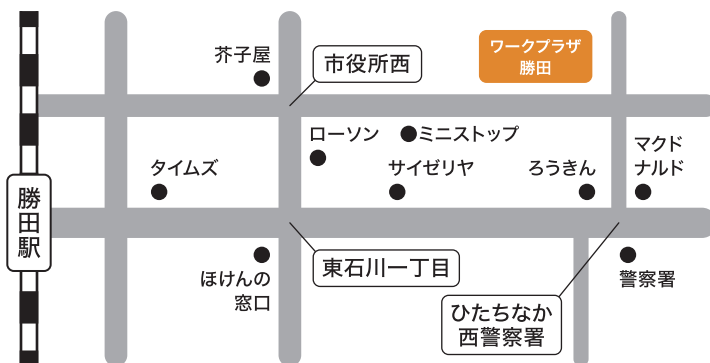 芥子屋
市役所西
ワークプラザ
勝田
ローソン
ミニストップ
マクド
ナルド
タイムズ
サイゼリヤ
ろうきん
勝田駅
ほけんの
窓口
東石川一丁目
警察署
ひたちなか
西警察署